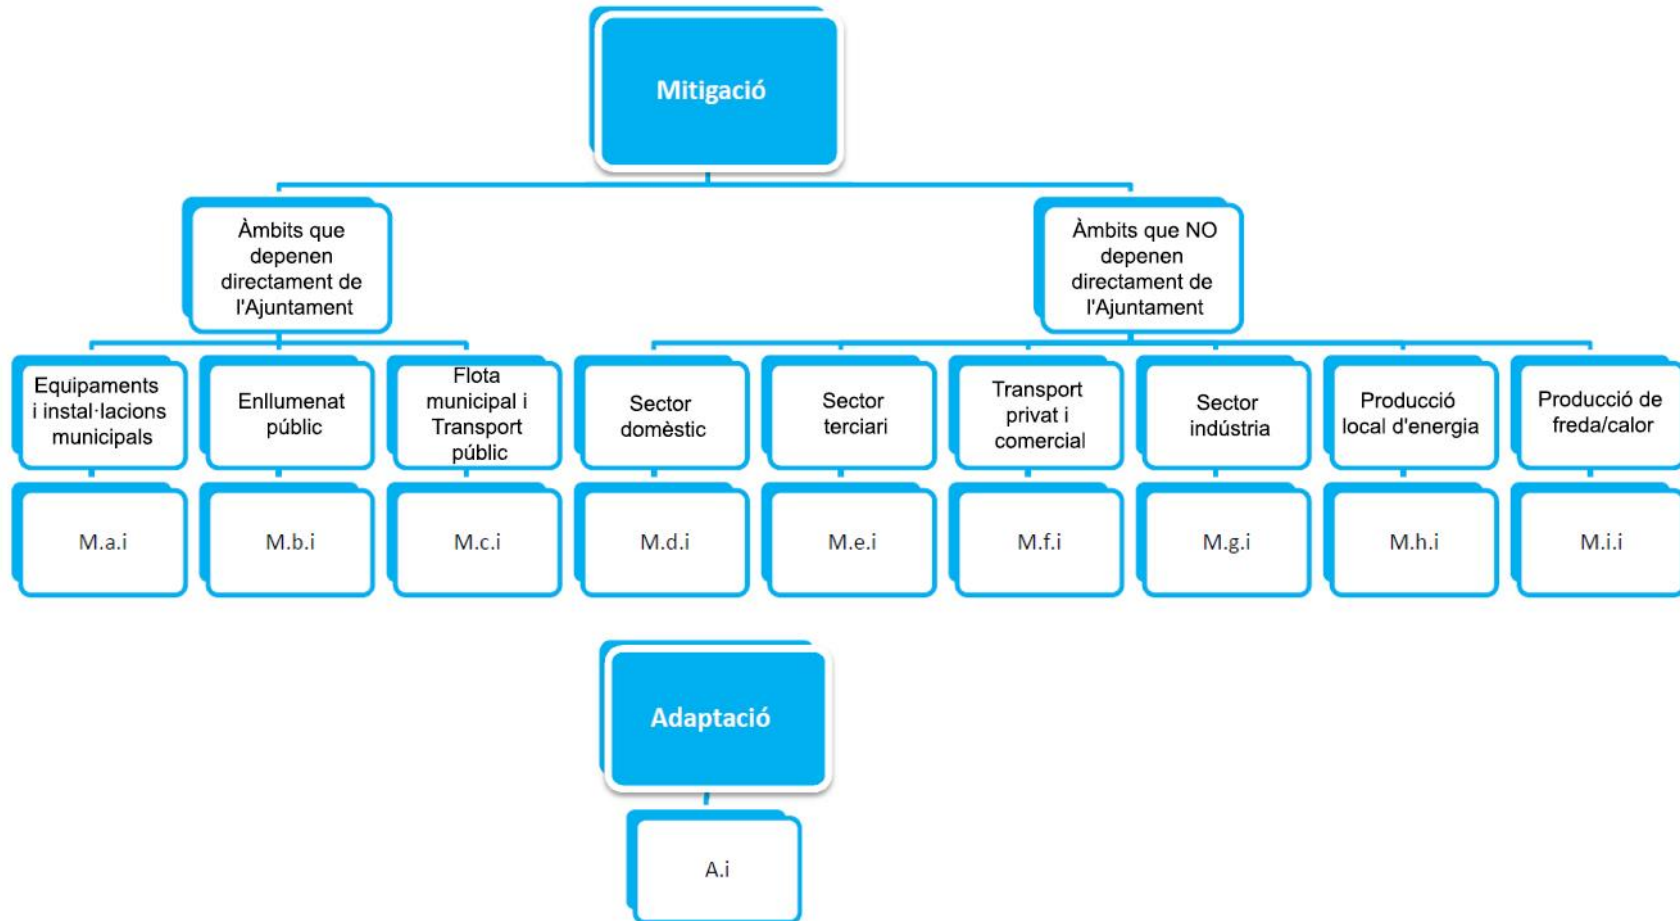 Mitigació
Àmbits que
depenen
directament de
l'Ajuntament
Àmbits que NO
depenen
directament de
l'Ajuntament
Equipaments
i instal·lacions
municipals
Enllumenat
públic
Flota
municipal i
Transport
públic
Sector
domèstic
Sector
terciari
Transport
privat i
comercial
Sector
indústria
Producció
local d'energia
Producció de
freda/calor
M.a.i
M.b.i
M.c.i
M.d.i
M.e.i
M.f.i
M.g.i
M.h.i
M.i.i
Adaptació
A.i